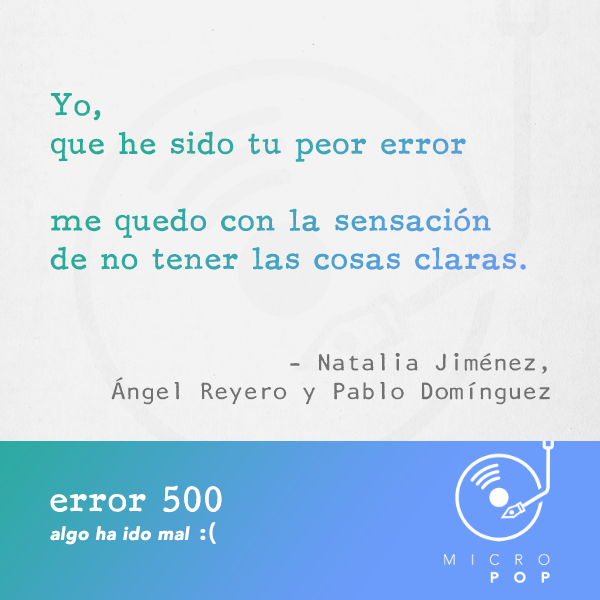 Yo,
que he sido tu peor error
me quedo con la sensación
de no tener las cosas claras.
– Natalia Jiménez,
Ángel Reyero y Pablo Domínguez
error 500
algo ha ido mal :(
MICRO
POP